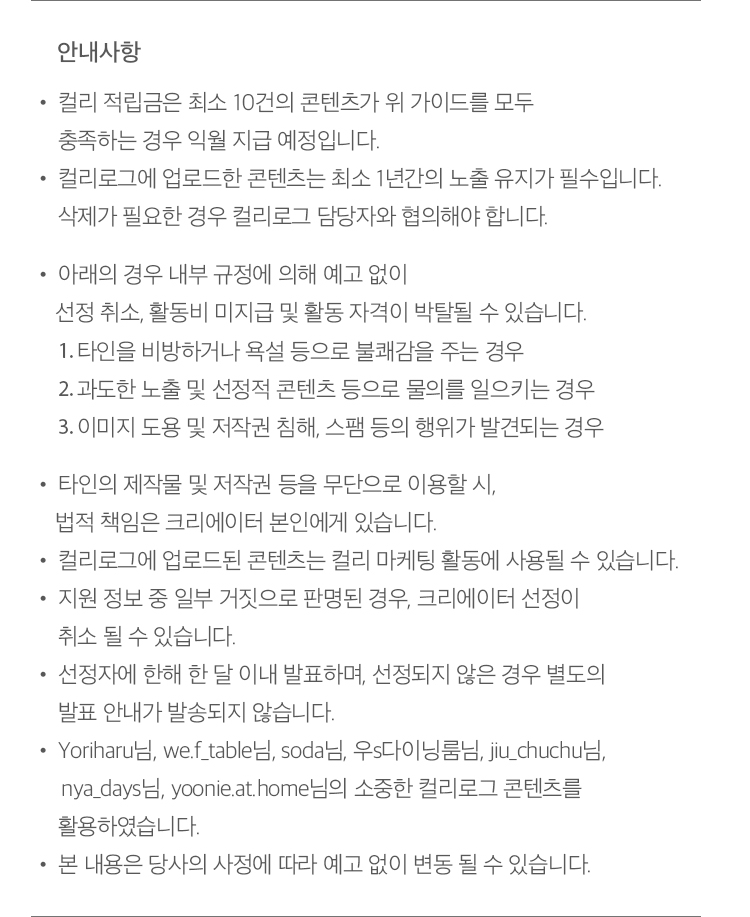 안내사항
• 컬리 적립금은 최소 10건의 콘텐츠가 위 가이드를 모두
충족하는 경우 익월 지급 예정입니다.
• 컬리로그에 업로드한 콘텐츠는 최소 1년간의 노출 유지가 필수입니다.
삭제가 필요한 경우 컬리로그 담당자와 협의해야 합니다.
• 아래의 경우 내부 규정에 의해 예고 없이
선정 취소, 활동비 미지급 및 활동 자격이 박탈될 수 있습니다.
1. 타인을 비방하거나 욕설 등으로 불쾌감을 주는 경우
2. 과도한 노출 및 선정적 콘텐츠 등으로 물의를 일으키는 경우
3. 이미지 도용 및 저작권 침해, 스팸 등의 행위가 발견되는 경우
• 타인의 제작물 및 저작권 등을 무단으로 이용할 시,
법적 책임은 크리에이터 본인에게 있습니다.
• 컬리로그에 업로드된 콘텐츠는 컬리 마케팅 활동에 사용될 수 있습니다.
• 지원 정보 중 일부 거짓으로 판명된 경우, 크리에이터 선정이
취소 될 수 있습니다.
• 선정자에 한해 한 달 이내 발표하며, 선정되지 않은 경우 별도의
발표 안내가 발송되지 않습니다.
• Yoriharu님, we.f_table님, soda님, 우s다이닝룸님, jiu_chuchu님,
nya_days님, yoonie.at.home님의 소중한 컬리로그 콘텐츠를
활용하였습니다.
• 본 내용은 당사의 사정에 따라 예고 없이 변동 될 수 있습니다.